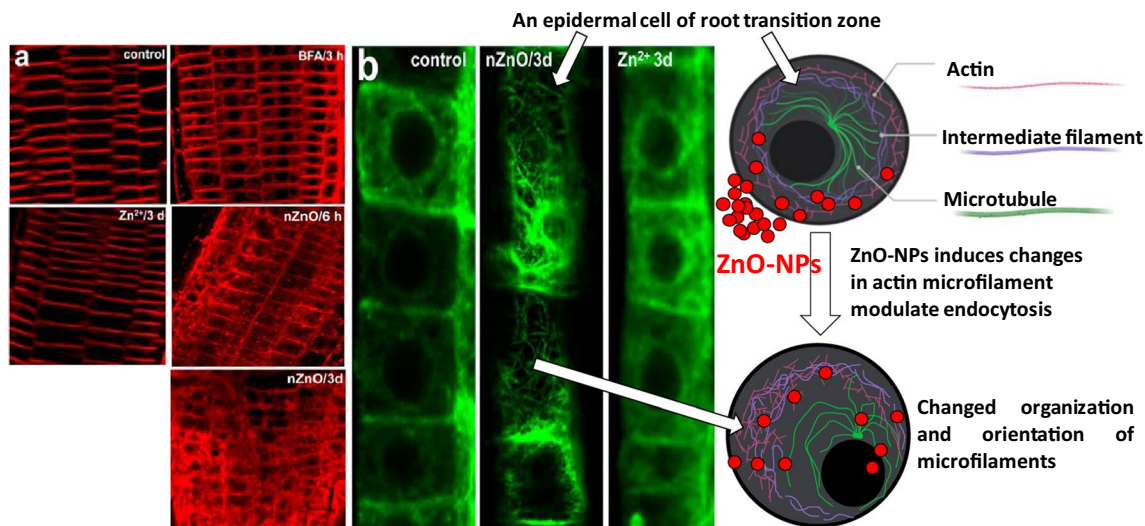 An epidermal cell of root transition zone
a
control
BFA/3 h
Zn²⁺/3 d
nZnO/6 h
nZnO/3d
b
control
nZnO/3d
Zn²⁺ 3d
Actin
Intermediate filament
Microtubule
ZnO-NPs
ZnO-NPs induces changes
in actin microfilament
modulate endocytosis
Changed organization
and orientation of
microfilaments